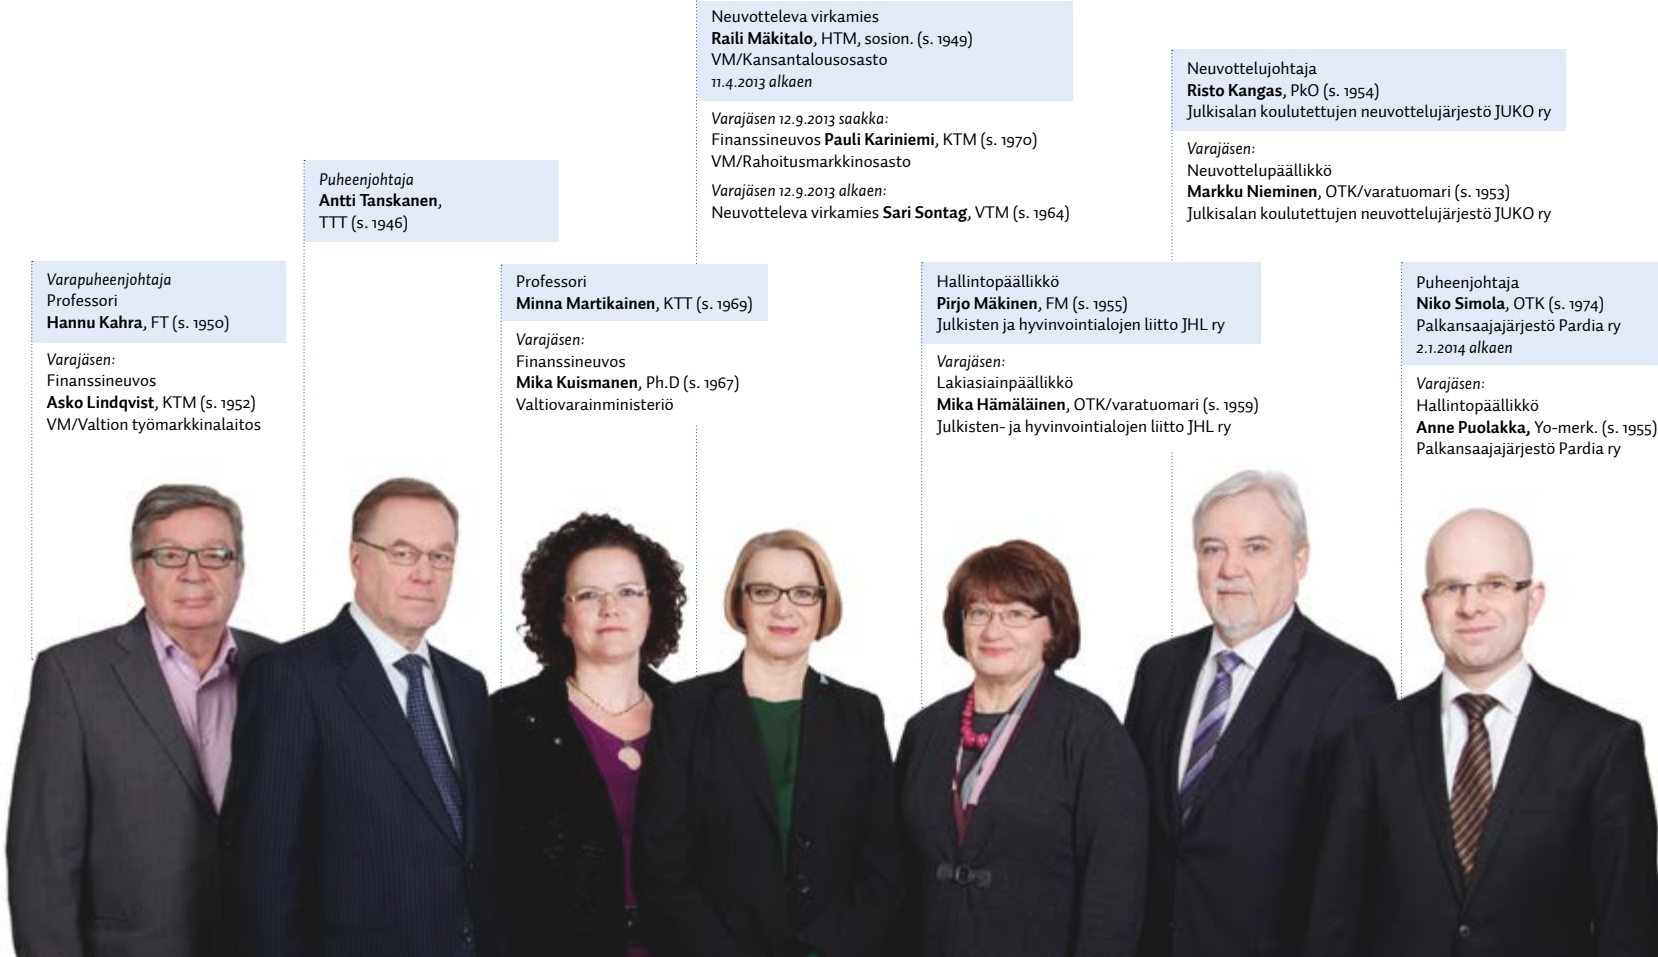 Varapuheenjohtaja
Professori
Hannu Kahra, FT (s. 1950)
Varajäsen:
Finanssineuvos
Asko Lindqvist, KTM (s. 1952)
VM/Valtion työmarkkinalaitos
Puheenjohtaja
Antti Tanskanen,
TTT (s. 1946)
Professori
Minna Martikainen, KTT (s. 1969)
Varajäsen:
Finanssineuvos
Mika Kuismanen, Ph.D (s. 1967)
Valtiovarainministeriö
Neuvotteleva virkamies
Raili Mäkitalo, HTM, sosion. (s. 1949)
VM/Kansantalousosasto
11.4.2013 alkaen
Varajäsen 12.9.2013 saakka:
Finanssineuvos Pauli Kariniemi, KTM (s. 1970)
VM/Rahoitusmarkkinosasto
Varajäsen 12.9.2013 alkaen:
Neuvotteleva virkamies Sari Sontag, VTM (s. 1964)
Hallintopäällikkö
Pirjo Mäkinen, FM (s. 1955)
Julkisten ja hyvinvointialojen liitto JHL ry
Varajäsen:
Lakiasiainpäällikkö
Mika Hämäläinen, OTK/varatuomari (s. 1959)
Julkisten- ja hyvinvointialojen liitto JHL ry
Neuvottelujohtaja
Risto Kangas, PkO (s. 1954)
Julkisalan koulutettujen neuvottelujärjestö JUKO ry
Varajäsen:
Neuvottelupäällikkö
Markku Nieminen, OTK/varatuomari (s. 1953)
Julkisalan koulutettujen neuvottelujärjestö JUKO ry
Puheenjohtaja
Niko Simola, OTK (s. 1974)
Palkansaajajärjestö Pardia ry
2.1.2014 alkaen
Varajäsen:
Hallintopäällikkö
Anne Puolakka, Yo-merk. (s. 1955)
Palkansaajajärjestö Pardia ry